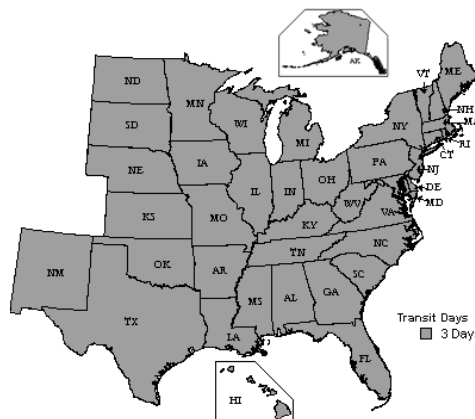 AK
VT
ME
ND
MN
NH
MA
SD
WI
NY
MI
RI
CT
NE
IA
PA
NJ
IL
IN
OH
DE
MD
WV
VA
KS
MO
KY
NC
TN
OK
AR
SC
NM
MS
AL
GA
TX
LA
FL
HI
Transit Days
3 Day